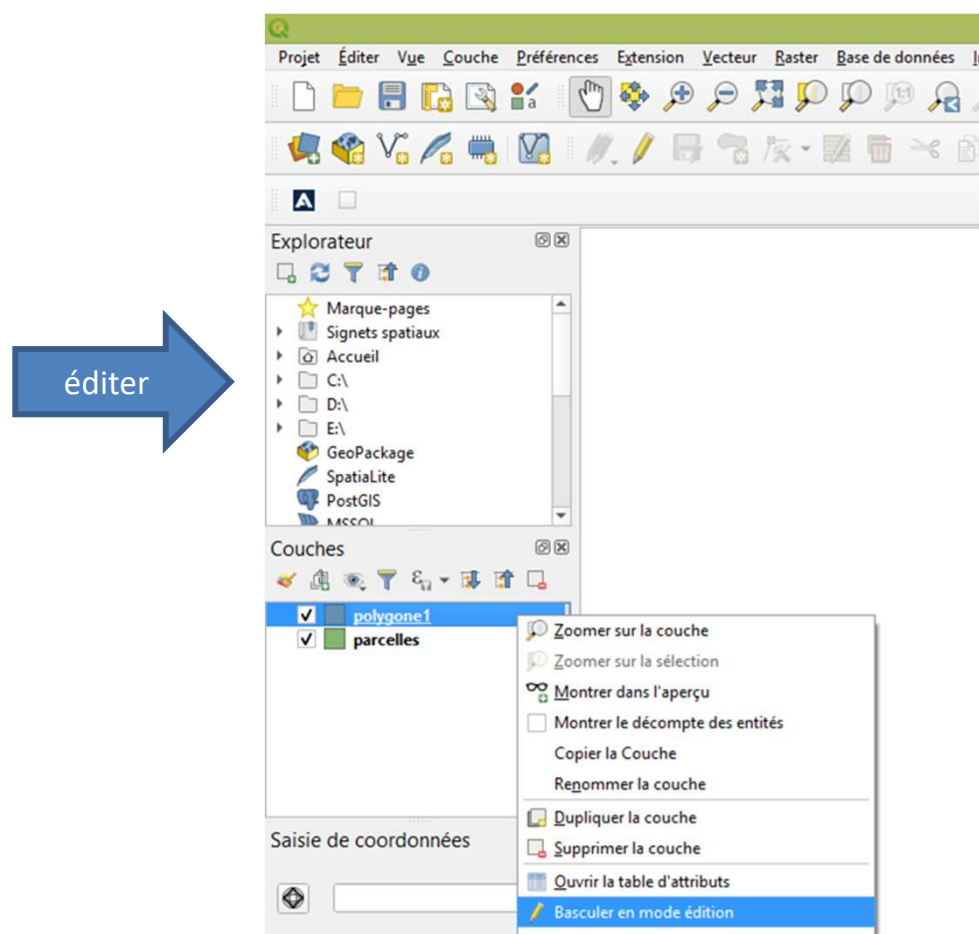 Projet Éditer Vue Couche Préférences Extension Vecteur Raster Base de données
a
1:1
Explorateur
Marque-pages
Signets spatiaux
Accueil
C:\
D:\
E:\
GeoPackage
SpatiaLite
PostGIS
MSSQL
éditer
Couches
polygone1
parcelles
Zoomer sur la couche
Zoomer sur la sélection
Montrer dans l'aperçu
Montrer le décompte des entités
Copier la Couche
Renommer la couche
Dupliquer la couche
Supprimer la couche
Ouvrir la table d'attributs
Basculer en mode édition
Saisie de coordonnées